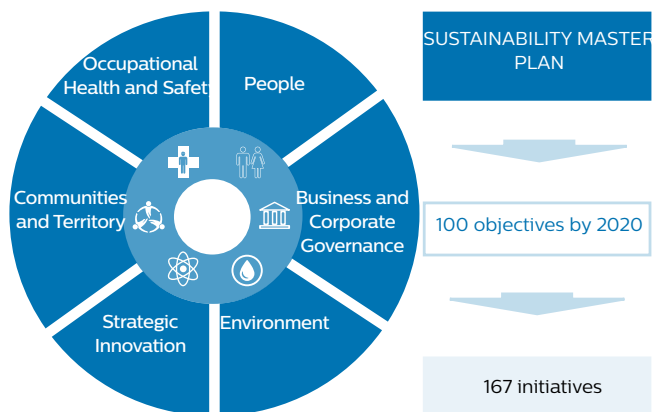 Occupational
Health and Safety
People
Communities
and Territory
Business and
Corporate
Governance
Strategic
Innovation
Environment
SUSTAINABILITY MASTER
PLAN
100 objectives by 2020
167 initiatives